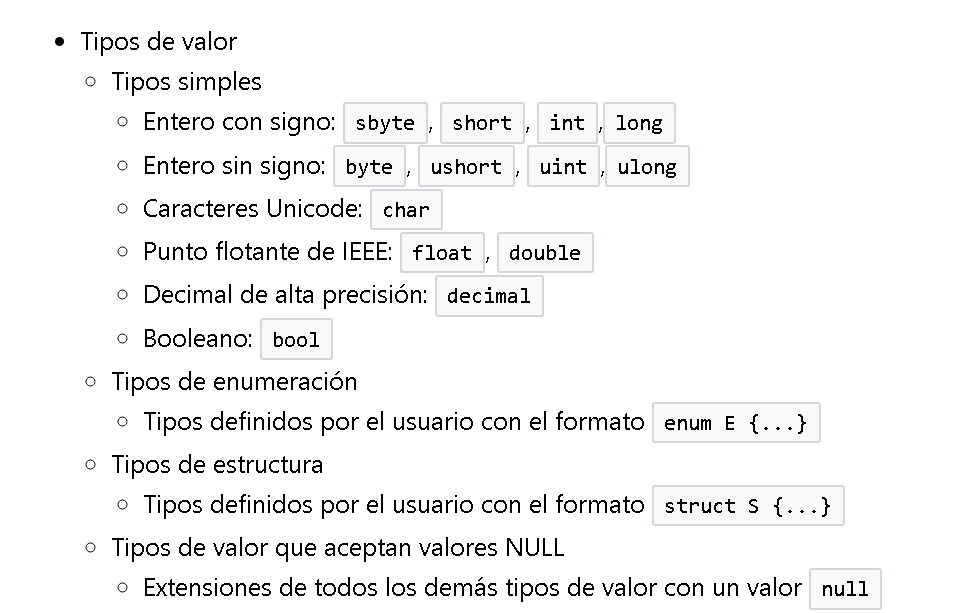 Tipos de valor
Tipos simples
Entero con signo: sbyte, short, int, long
Entero sin signo: byte, ushort, uint, ulong
Caracteres Unicode: char
Punto flotante de IEEE: float, double
Decimal de alta precisión: decimal
Booleano: bool
Tipos de enumeración
Tipos definidos por el usuario con el formato enum E {...}
Tipos de estructura
Tipos definidos por el usuario con el formato struct S {...}
Tipos de valor que aceptan valores NULL
Extensiones de todos los demás tipos de valor con un valor null